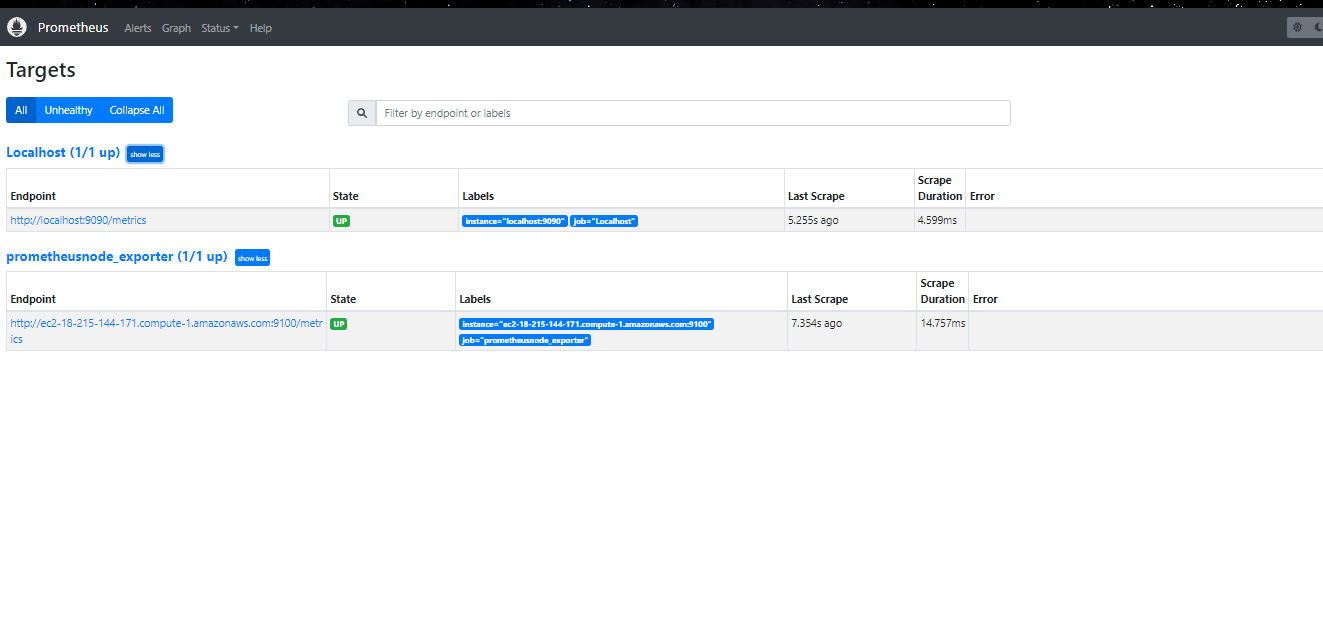 Prometheus Alerts Graph Status Help
Targets
All Unhealthy Collapse All
Filter by endpoint or labels
Localhost (1/1 up) show less
Endpoint State Labels Last Scrape Scrape Duration Error
http://localhost:9090/metrics UP instance="localhost:9090" job="Localhost" 5.255s ago 4.599ms
prometheusnode_exporter (1/1 up) show less
Endpoint State Labels Last Scrape Scrape Duration Error
http://ec2-18-215-144-171.compute-1.amazonaws.com:9100/metr UP instance="ec2-18-215-144-171.compute-1.amazonaws.com:9100" 7.354s ago 14.757ms
ics job="prometheusnode_exporter"